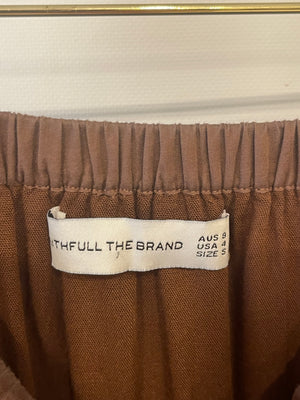 THFULL THE BRAND
AUS 8
USA 4
SIZE S